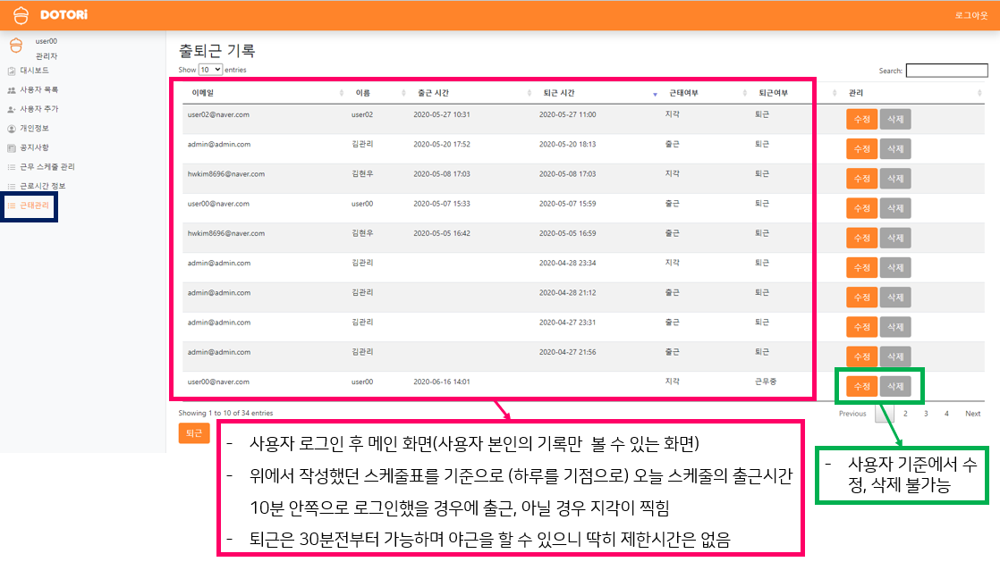 DOTORi
로그아웃
user00
관리자
대시보드
사용자 목록
사용자 추가
개인정보
공지사항
근무 스케줄 관리
근로시간 정보
근태관리
출퇴근 기록
Show 10 entries
Search:
이메일 이름 출근 시간 퇴근 시간 근태여부 퇴근여부 관리
user02@naver.com user02 2020-05-27 10:31 2020-05-27 11:00 지각 퇴근 수정 삭제
admin@admin.com 김관리 2020-05-20 17:52 2020-05-20 18:13 출근 퇴근 수정 삭제
hwkim8696@naver.com 김현우 2020-05-08 17:03 2020-05-08 17:03 지각 퇴근 수정 삭제
user00@naver.com user00 2020-05-07 15:33 2020-05-07 15:59 출근 퇴근 수정 삭제
hwkim8696@naver.com 김현우 2020-05-05 16:42 2020-05-05 16:59 출근 퇴근 수정 삭제
admin@admin.com 김관리 2020-04-28 23:34 지각 퇴근 수정 삭제
admin@admin.com 김관리 2020-04-28 21:12 출근 퇴근 수정 삭제
admin@admin.com 김관리 2020-04-27 23:31 출근 퇴근 수정 삭제
admin@admin.com 김관리 2020-04-27 21:56 출근 퇴근 수정 삭제
user00@naver.com user00 2020-06-16 14:01 지각 근무중 수정 삭제
Showing 1 to 10 of 34 entries
Previous 2 3 4 Next
퇴근
- 사용자 로그인 후 메인 화면(사용자 본인의 기록만 볼 수 있는 화면)
- 위에서 작성했던 스케줄표를 기준으로 (하루를 기점으로) 오늘 스케줄의 출근시간
10분 안쪽으로 로그인했을 경우에 출근, 아닐 경우 지각이 찍힘
- 퇴근은 30분전부터 가능하며 야근을 할 수 있으니 딱히 제한시간은 없음
- 사용자 기준에서 수
정, 삭제 불가능